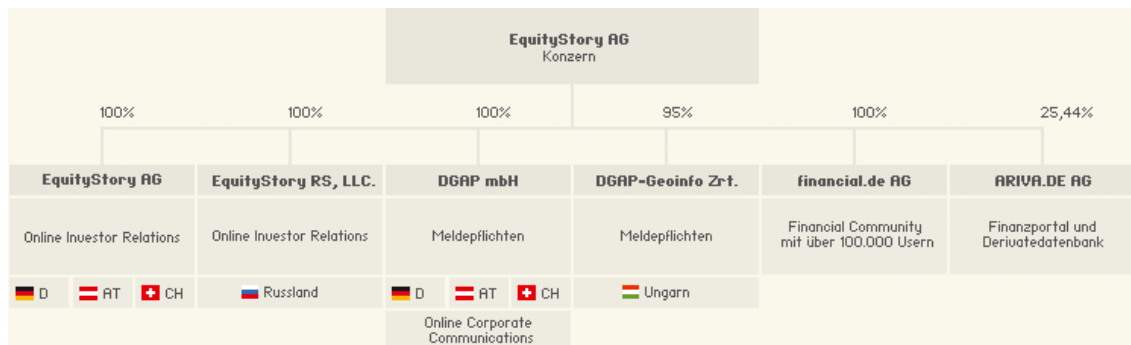 EquityStory AG
Konzern
100% 100% 100% 95% 100% 25,44%
EquityStory AG EquityStory RS, LLC. DGAP mbH DGAP-Geoinfo Zrt. financial.de AG ARIVA.DE AG
Online Investor Relations
Online Investor Relations
Meldepflichten
Meldepflichten
Financial Community
mit über 100.000 Usern
Finanzportal und
Derivatedatenbank
D AT CH Russland D AT CH Ungarn
Online Corporate
Communications